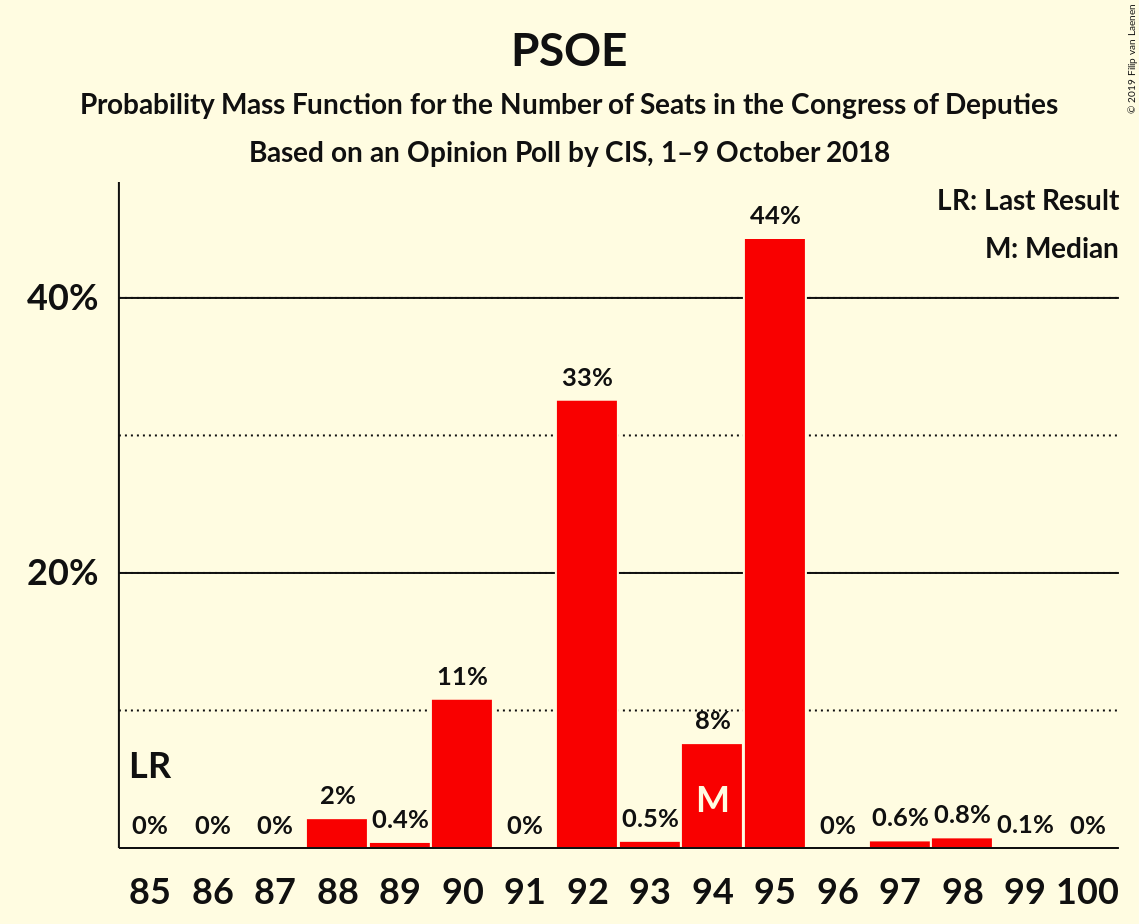 PSOE
Probability Mass Function for the Number of Seats in the Congress of Deputies
Based on an Opinion Poll by CIS, 1–9 October 2018
© 2019 Filip van Laenen
LR: Last Result
M: Median
44%
40%
33%
20%
11%
8%
LR
M
2%
0% 0% 0% 0.4% 0% 0.5% 0% 0.6% 0.8% 0.1% 0%
85 86 87 88 89 90 91 92 93 94 95 96 97 98 99 100